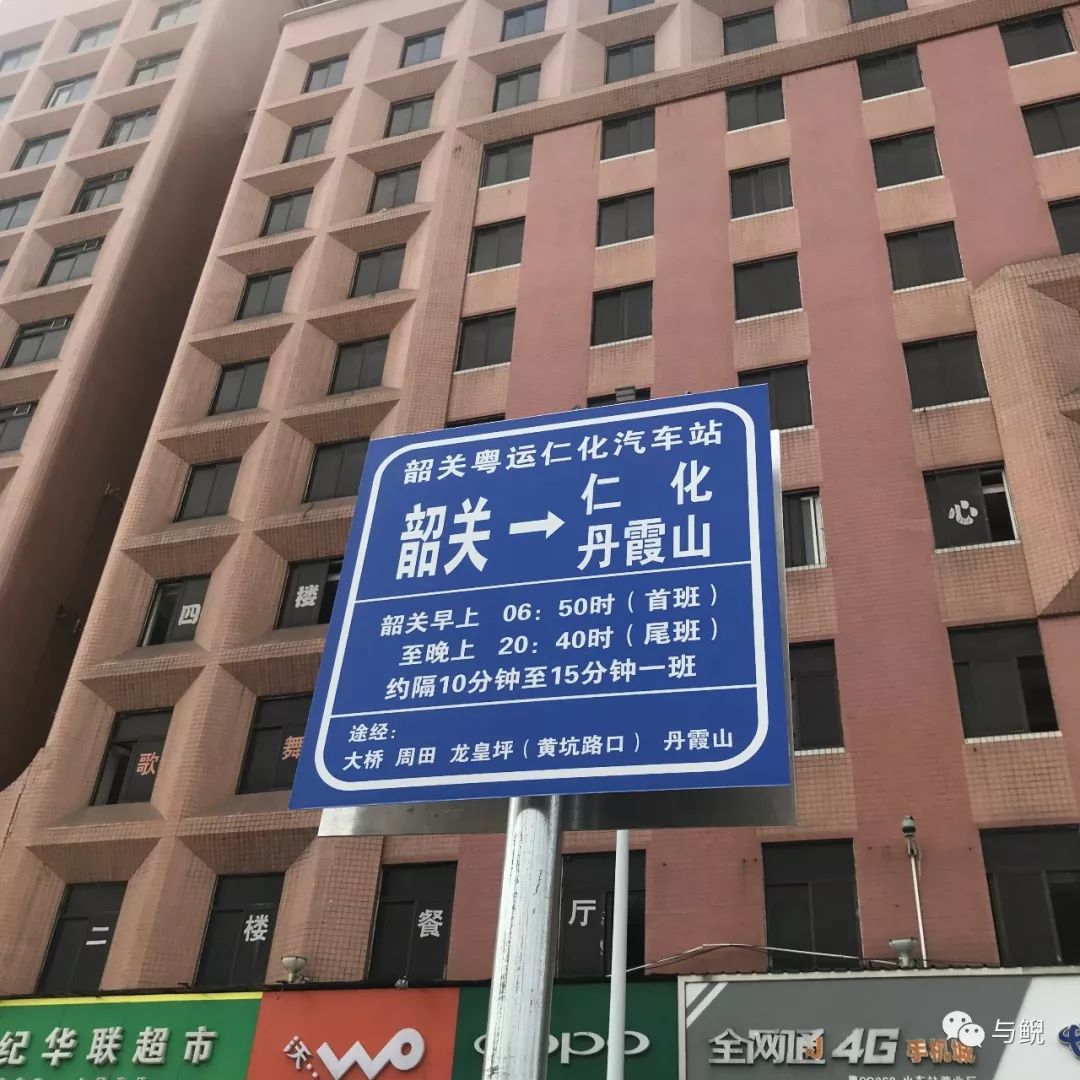 韶关粤运仁化汽车站
韶关→仁化
丹霞山
韶关早上 06：50时（首班）
至晚上 20：40时（尾班）
约隔10分钟至15分钟一班
途经：
大桥 周田 龙皇坪（黄坑路口） 丹霞山
心
四 楼
歌 舞
二 楼 餐 厅
纪华联超市
沃... wo
oppo
全网通 4G 手机城
与鲵